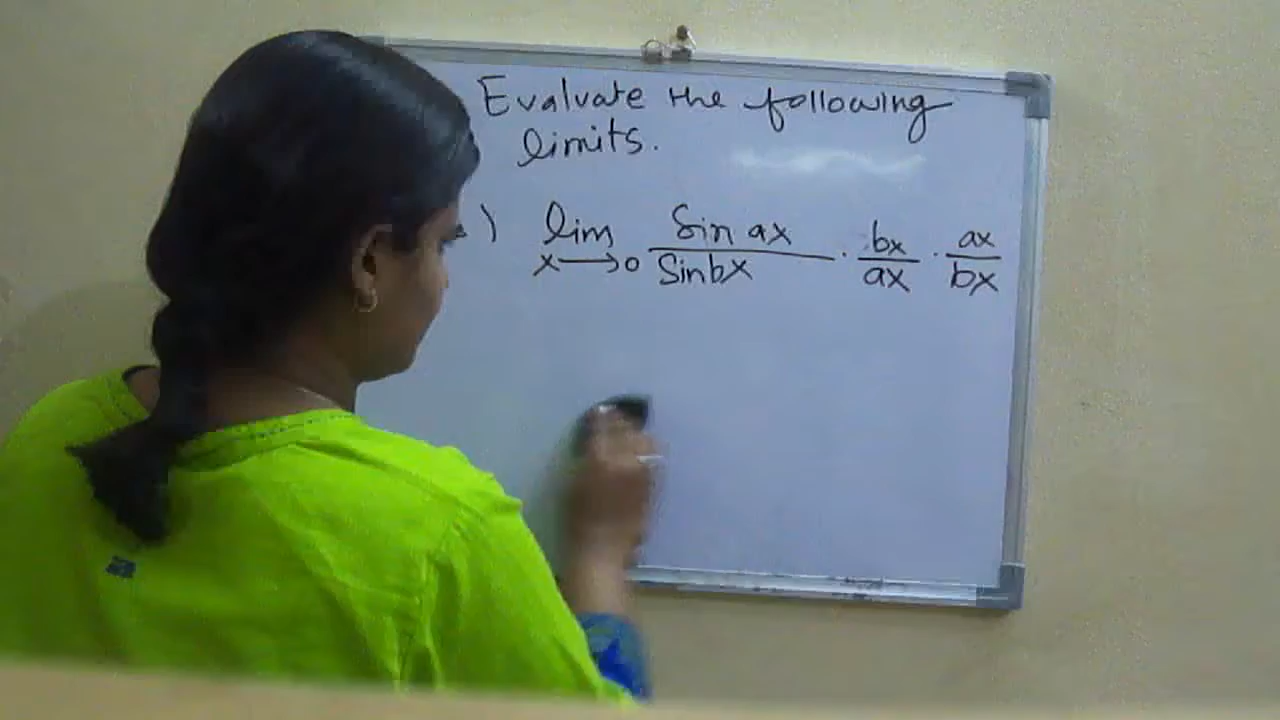 Evaluate the following
limits.
) lim x→0 Sin ax / Sinbx · bx / ax · ax / bx